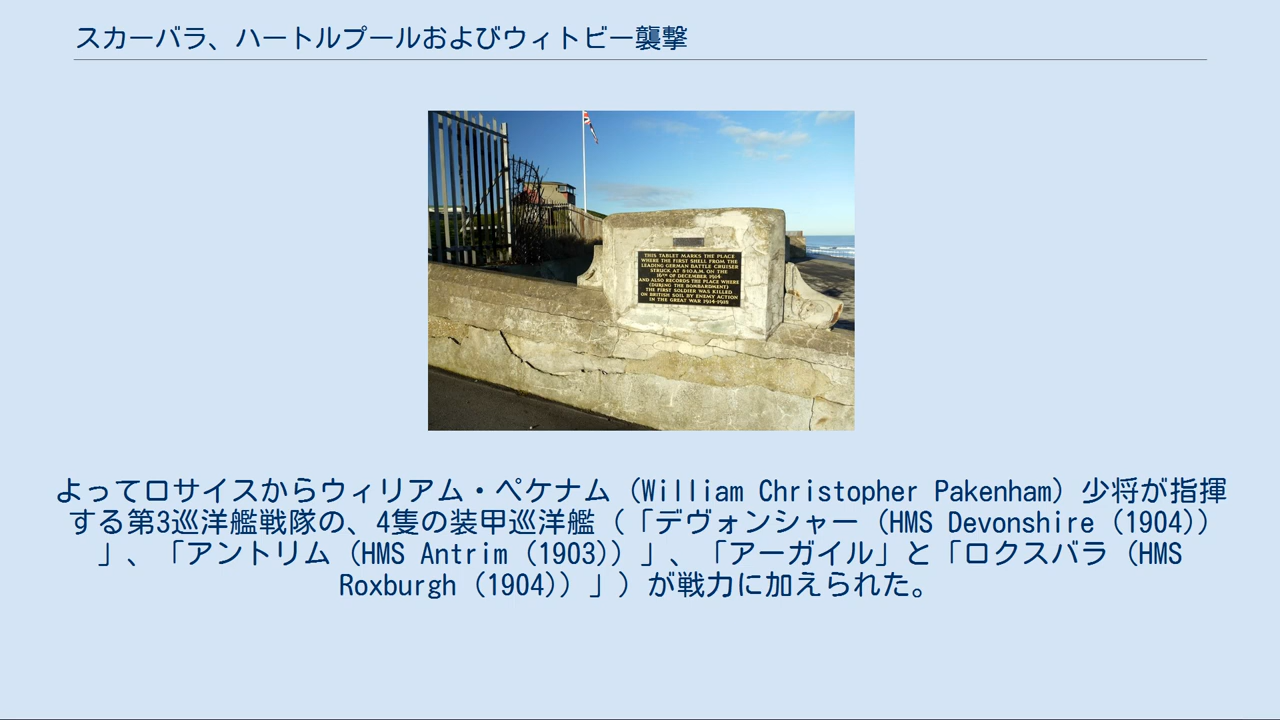 スカーバラ、ハートルプールおよびウィトビー襲撃
THIS TABLET MARKS THE PLACE
WHERE THE FIRST SHELL FROM THE
LEADING GERMAN BATTLE CRUISER
STRUCK AT 8·10 A.M. ON THE
16TH OF DECEMBER 1914
AND ALSO RECORDS THE PLACE WHERE
(DURING THE BOMBARDMENT)
THE FIRST SOLDIER WAS KILLED
ON BRITISH SOIL BY ENEMY ACTION
IN THE GREAT WAR 1914-1918
よってロサイスからウィリアム・ペケナム（William Christopher Pakenham）少将が指揮
する第3巡洋艦戦隊の、4隻の装甲巡洋艦（「デヴォンシャー（HMS Devonshire（1904））
」、「アントリム（HMS Antrim（1903））」、「アーガイル」と「ロクスバラ（HMS
Roxburgh（1904））」）が戦力に加えられた。